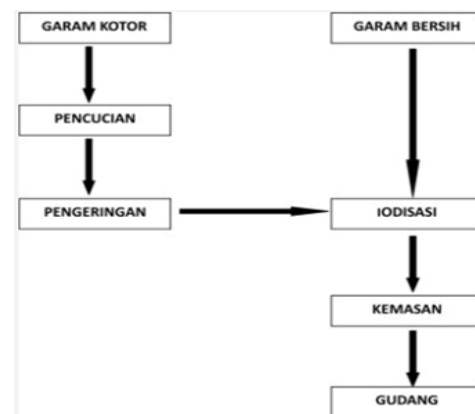 GARAM KOTOR
GARAM BERSIH
PENCUCIAN
PENGERINGAN
IODISASI
KEMASAN
GUDANG